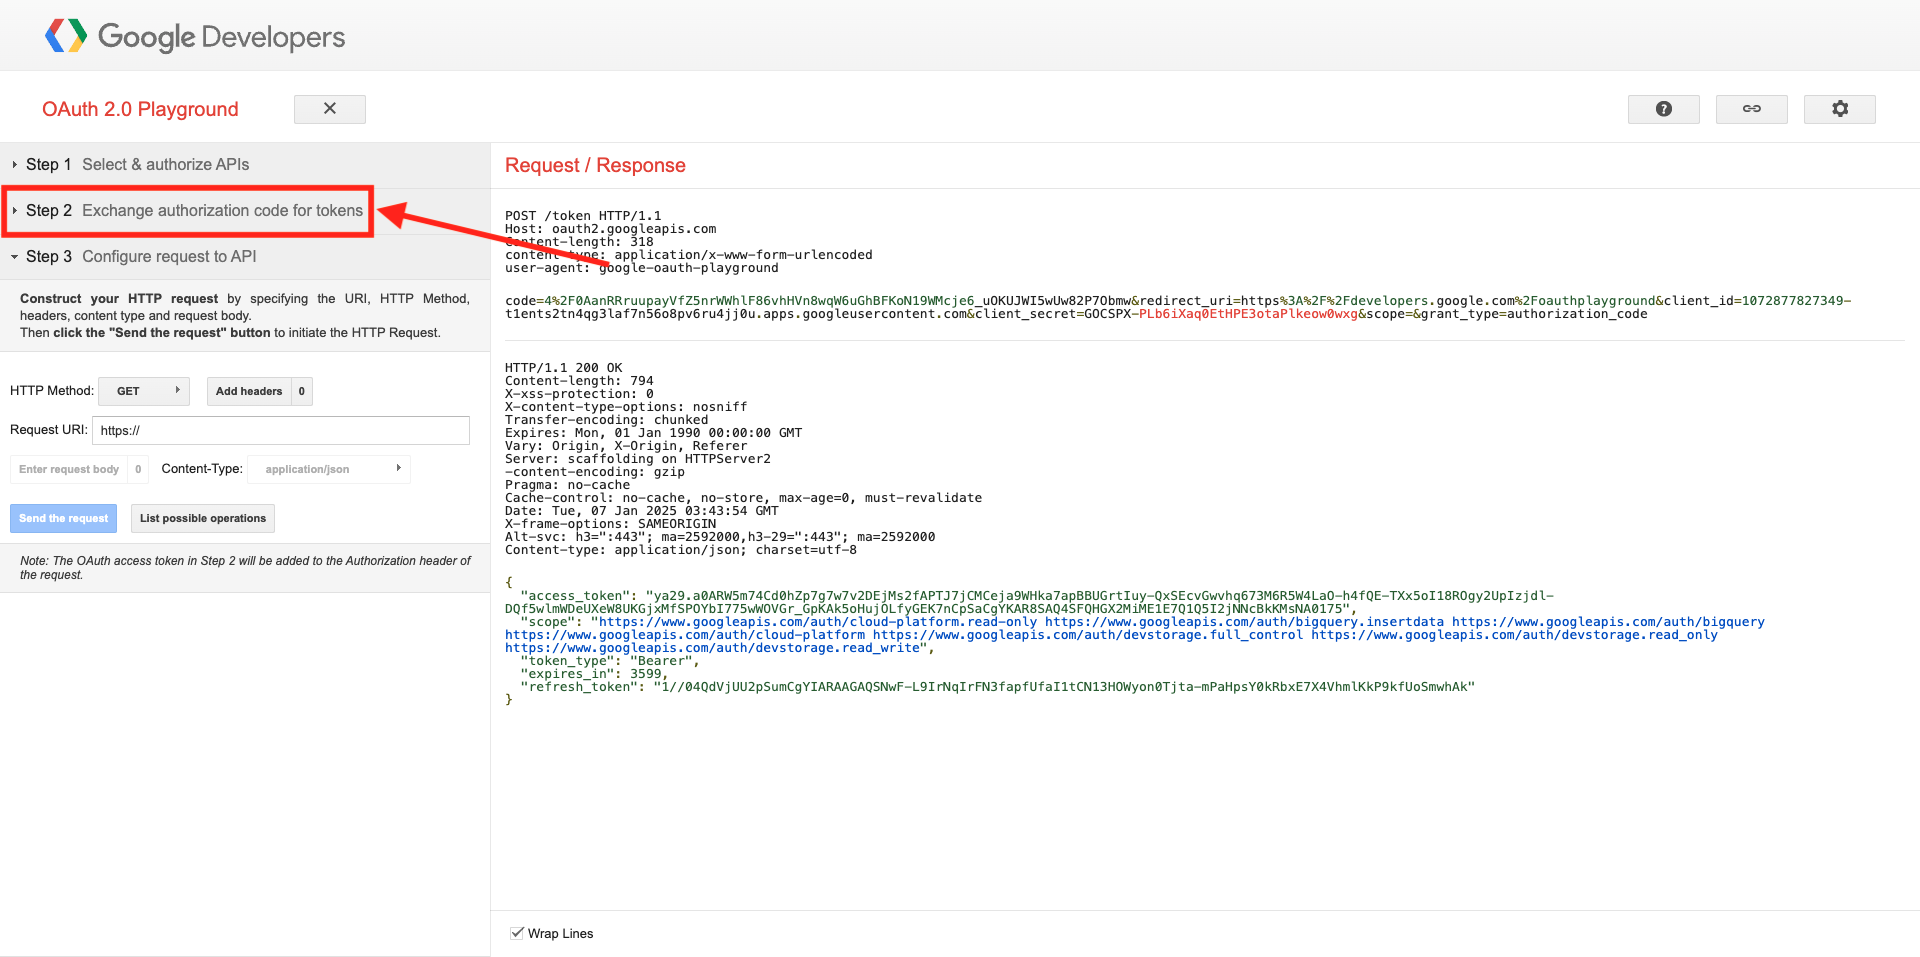 Google Developers
OAuth 2.0 Playground
Step 1 Select & authorize APIs
Step 2 Exchange authorization code for tokens
Step 3 Configure request to API
Construct your HTTP request by specifying the URI, HTTP Method,
headers, content type and request body.
Then click the "Send the request" button to initiate the HTTP Request.
HTTP Method: GET Add headers 0
Request URI: https://
Enter request body 0 Content-Type: application/json
Send the request List possible operations
Note: The OAuth access token in Step 2 will be added to the Authorization header of
the request.
Request / Response
POST /token HTTP/1.1
Host: oauth2.googleapis.com
Content-length: 318
content-type: application/x-www-form-urlencoded
user-agent: google-oauth-playground
code=4%2F0AanRRruupayVfZ5nrWWhlF86vhHVn8wqW6uGhBFKoN19WMcje6_uOKUJWI5wUw82P7Obmw&redirect_uri=https%3A%2F%2Fdevelopers.google.com%2Foauthplayground&client_id=1072877827349-
t1ents2tn4qg3laf7n56o8pv6ru4jj0u.apps.googleusercontent.com&client_secret=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&scope=&grant_type=authorization_code
HTTP/1.1 200 OK
Content-length: 794
X-xss-protection: 0
X-content-type-options: nosniff
Transfer-encoding: chunked
Expires: Mon, 01 Jan 1990 00:00:00 GMT
Vary: Origin, X-Origin, Referer
Server: scaffolding on HTTPServer2
-content-encoding: gzip
Pragma: no-cache
Cache-control: no-cache, no-store, max-age=0, must-revalidate
Date: Tue, 07 Jan 2025 03:43:54 GMT
X-frame-options: SAMEORIGIN
Alt-svc: h3=":443"; ma=2592000,h3-29=":443"; ma=2592000
Content-type: application/json; charset=utf-8
{
"access_token": "ya29.a0ARW5m74Cd0hZp7g7w7v2DEjMs2fAPTJ7jCMCeja9WHka7apBBUGrtIuy-QxSEcvGwvhq673M6R5W4LaO-h4fQE-TXx5oI18ROgy2UpIzjdl-
DQf5wlmWDeUXeW8UKGjxMfSPOYbI775wWOVGr_GpKAk5oHujOLfyGEK7nCpSaCgYKAR8SAQ4SFQHGX2MiME1E7Q1Q5I2jNNcBkKMsNA0175",
"scope": "https://www.googleapis.com/auth/cloud-platform.read-only https://www.googleapis.com/auth/bigquery.insertdata https://www.googleapis.com/auth/bigquery
https://www.googleapis.com/auth/cloud-platform https://www.googleapis.com/auth/devstorage.full_control https://www.googleapis.com/auth/devstorage.read_only
https://www.googleapis.com/auth/devstorage.read_write",
"token_type": "Bearer",
"expires_in": 3599,
"refresh_token": "1//04QdVjUU2pSumCgYIARAAGAQSNwF-L9IrNqIrFN3fapfUfaI1tCN13HOWyon0Tjta-mPaHpsY0kRbxE7X4VhmlKkP9kfUoSmwhAk"
}
Wrap Lines